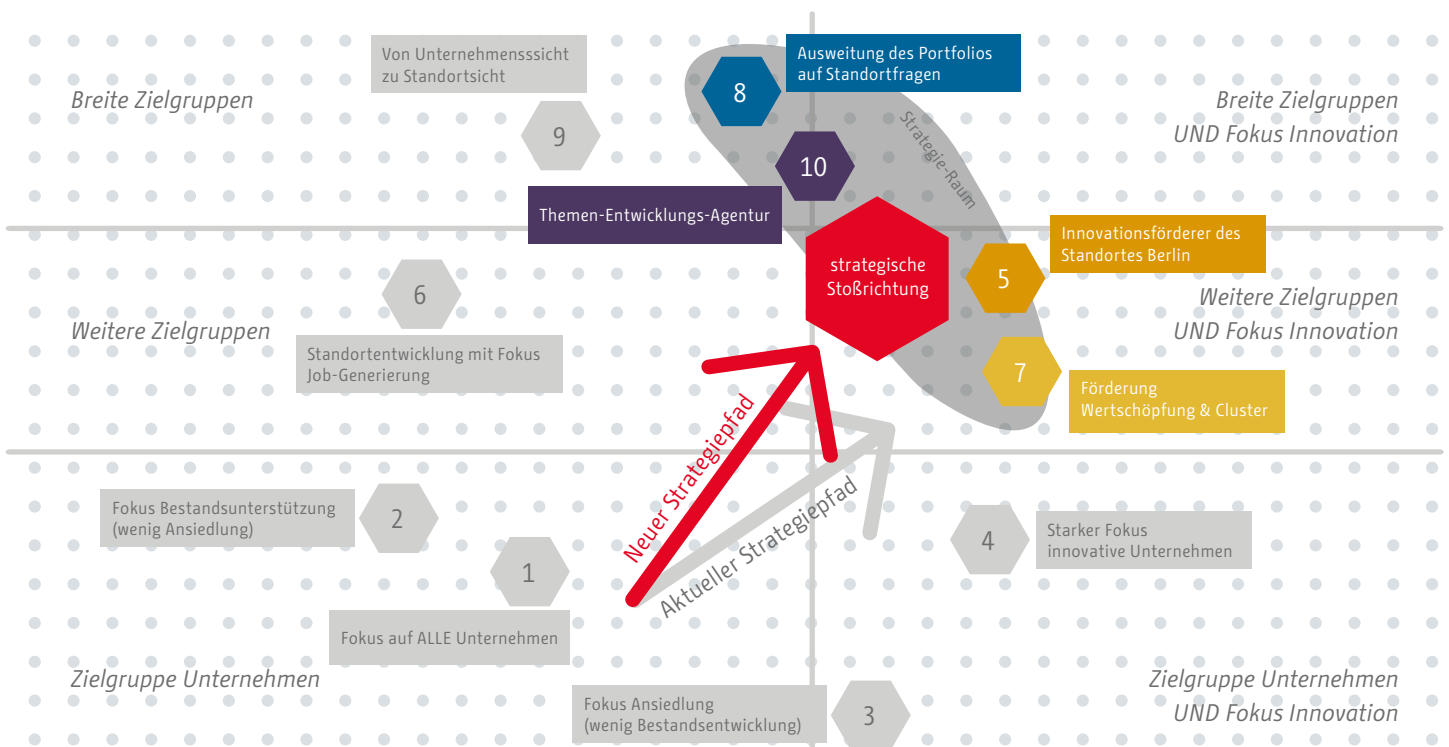 Von Unternehmensssicht
zu Standortsicht
Ausweitung des Portfolios
auf Standortfragen
8
Breite Zielgruppen
Breite Zielgruppen
UND Fokus Innovation
9
Strategie-Raum
10
Themen-Entwicklungs-Agentur
Innovationsförderer des
Standortes Berlin
strategische
Stoßrichtung
5
6
Weitere Zielgruppen
Weitere Zielgruppen
UND Fokus Innovation
Standortentwicklung mit Fokus
Job-Generierung
7
Förderung
Wertschöpfung & Cluster
Neuer Strategiepfad
Aktueller Strategiepfad
Fokus Bestandsunterstützung
(wenig Ansiedlung)
2
4
Starker Fokus
innovative Unternehmen
1
Fokus auf ALLE Unternehmen
Zielgruppe Unternehmen
Zielgruppe Unternehmen
UND Fokus Innovation
Fokus Ansiedlung
(wenig Bestandsentwicklung)
3